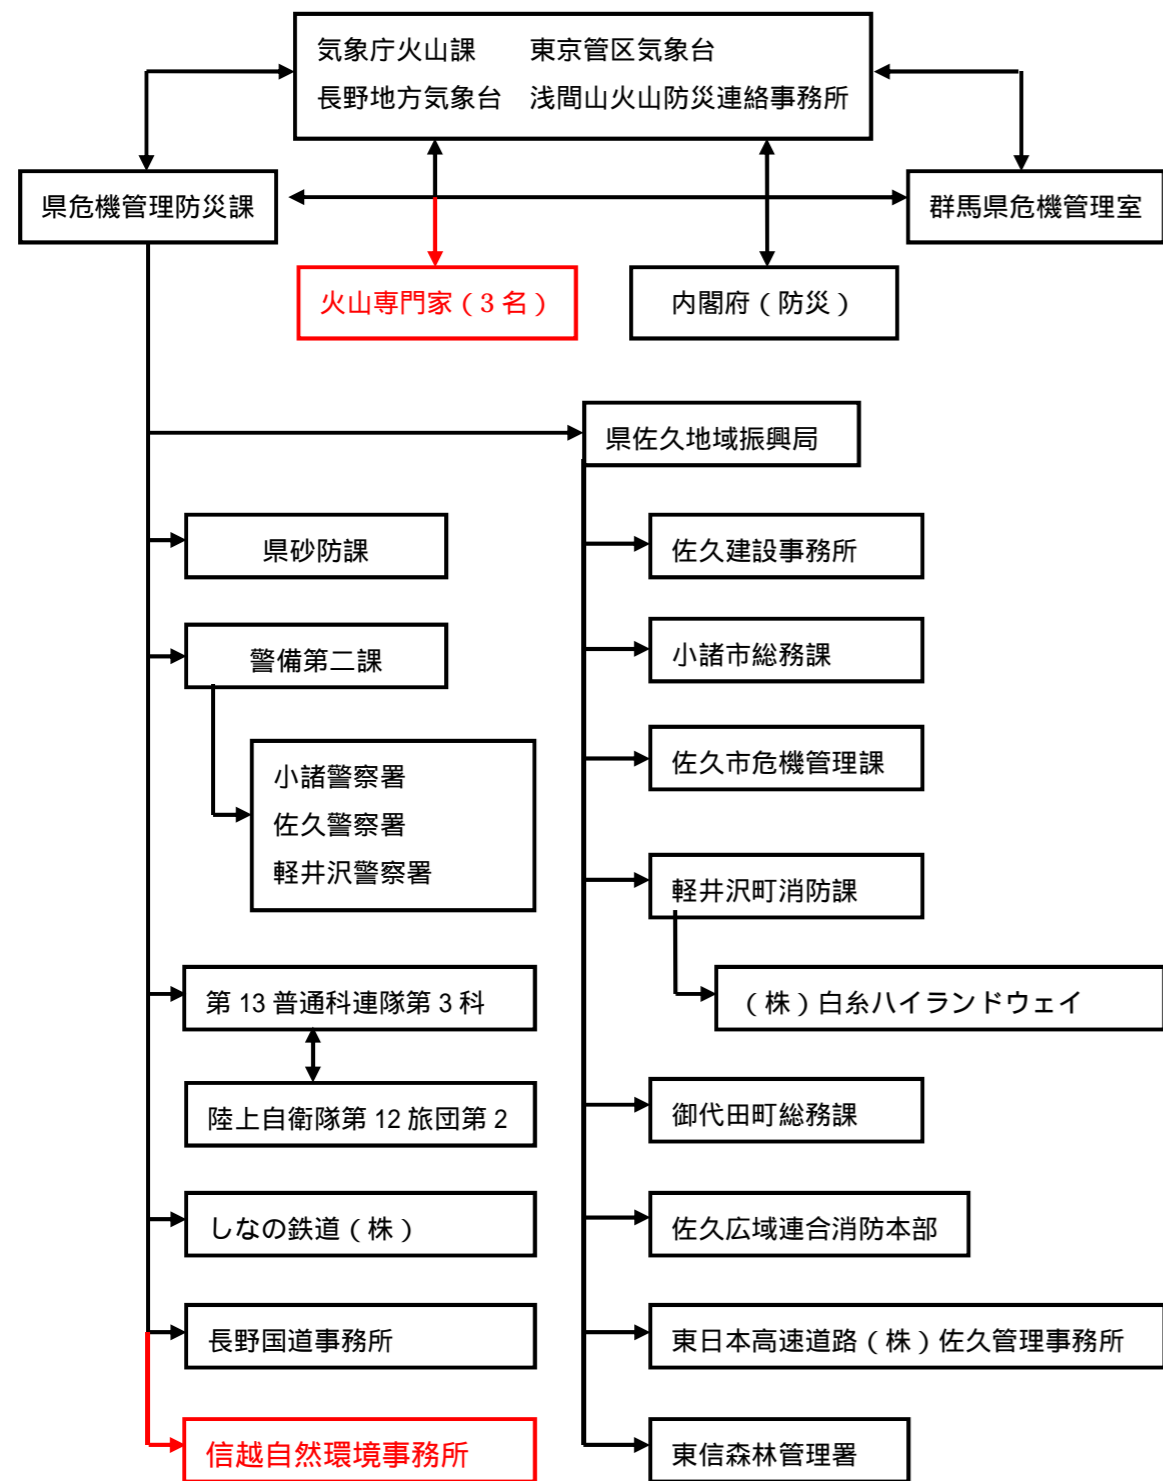 気象庁火山課 東京管区気象台
長野地方気象台 浅間山火山防災連絡事務所
県危機管理防災課
群馬県危機管理室
火山専門家(3名)
内閣府(防災)
県佐久地域振興局
県砂防課
佐久建設事務所
警備第二課
小諸市総務課
小諸警察署
佐久警察署
軽井沢警察署
佐久市危機管理課
軽井沢町消防課
第13普通科連隊第3科
(株)白糸ハイランドウェイ
陸上自衛隊第12旅団第2
御代田町総務課
しなの鉄道(株)
佐久広域連合消防本部
長野国道事務所
東日本高速道路(株)佐久管理事務所
信越自然環境事務所
東信森林管理署